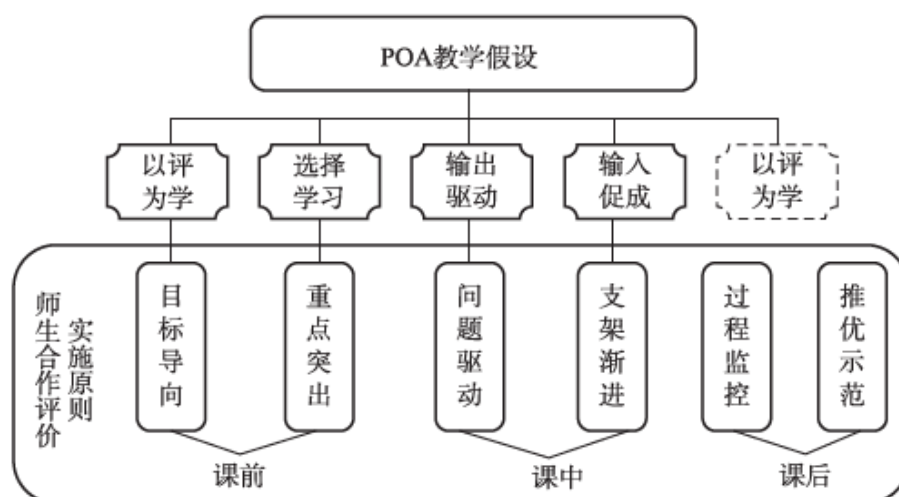 POA教学假设
以评
为学
选择
学习
输出
驱动
输入
促成
以评
为学
师生合作评价
实施原则
目标导向
重点突出
问题驱动
支架渐进
过程监控
推优示范
课前
课中
课后